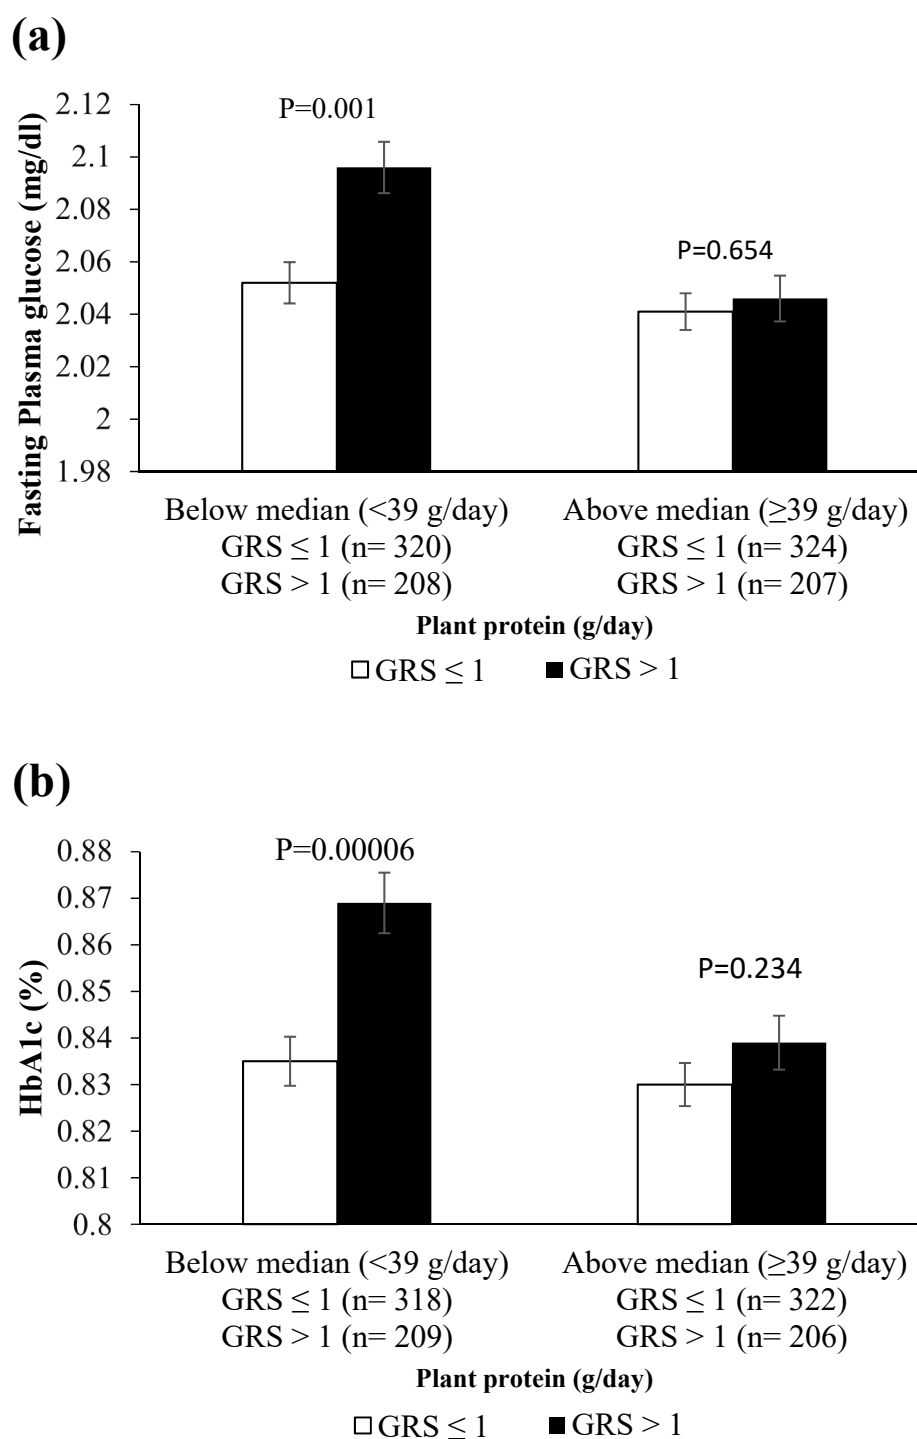 (a)
P=0.001
P=0.654
Fasting Plasma glucose (mg/dl)
2.12
2.1
2.08
2.06
2.04
2.02
2
1.98
Below median (<39 g/day)
GRS ≤ 1 (n= 320)
GRS > 1 (n= 208)
Above median (≥39 g/day)
GRS ≤ 1 (n= 324)
GRS > 1 (n= 207)
Plant protein (g/day)
GRS ≤ 1
GRS > 1
(b)
P=0.00006
P=0.234
HbA1c (%)
0.88
0.87
0.86
0.85
0.84
0.83
0.82
0.81
0.8
Below median (<39 g/day)
GRS ≤ 1 (n= 318)
GRS > 1 (n= 209)
Above median (≥39 g/day)
GRS ≤ 1 (n= 322)
GRS > 1 (n= 206)
Plant protein (g/day)
GRS ≤ 1
GRS > 1